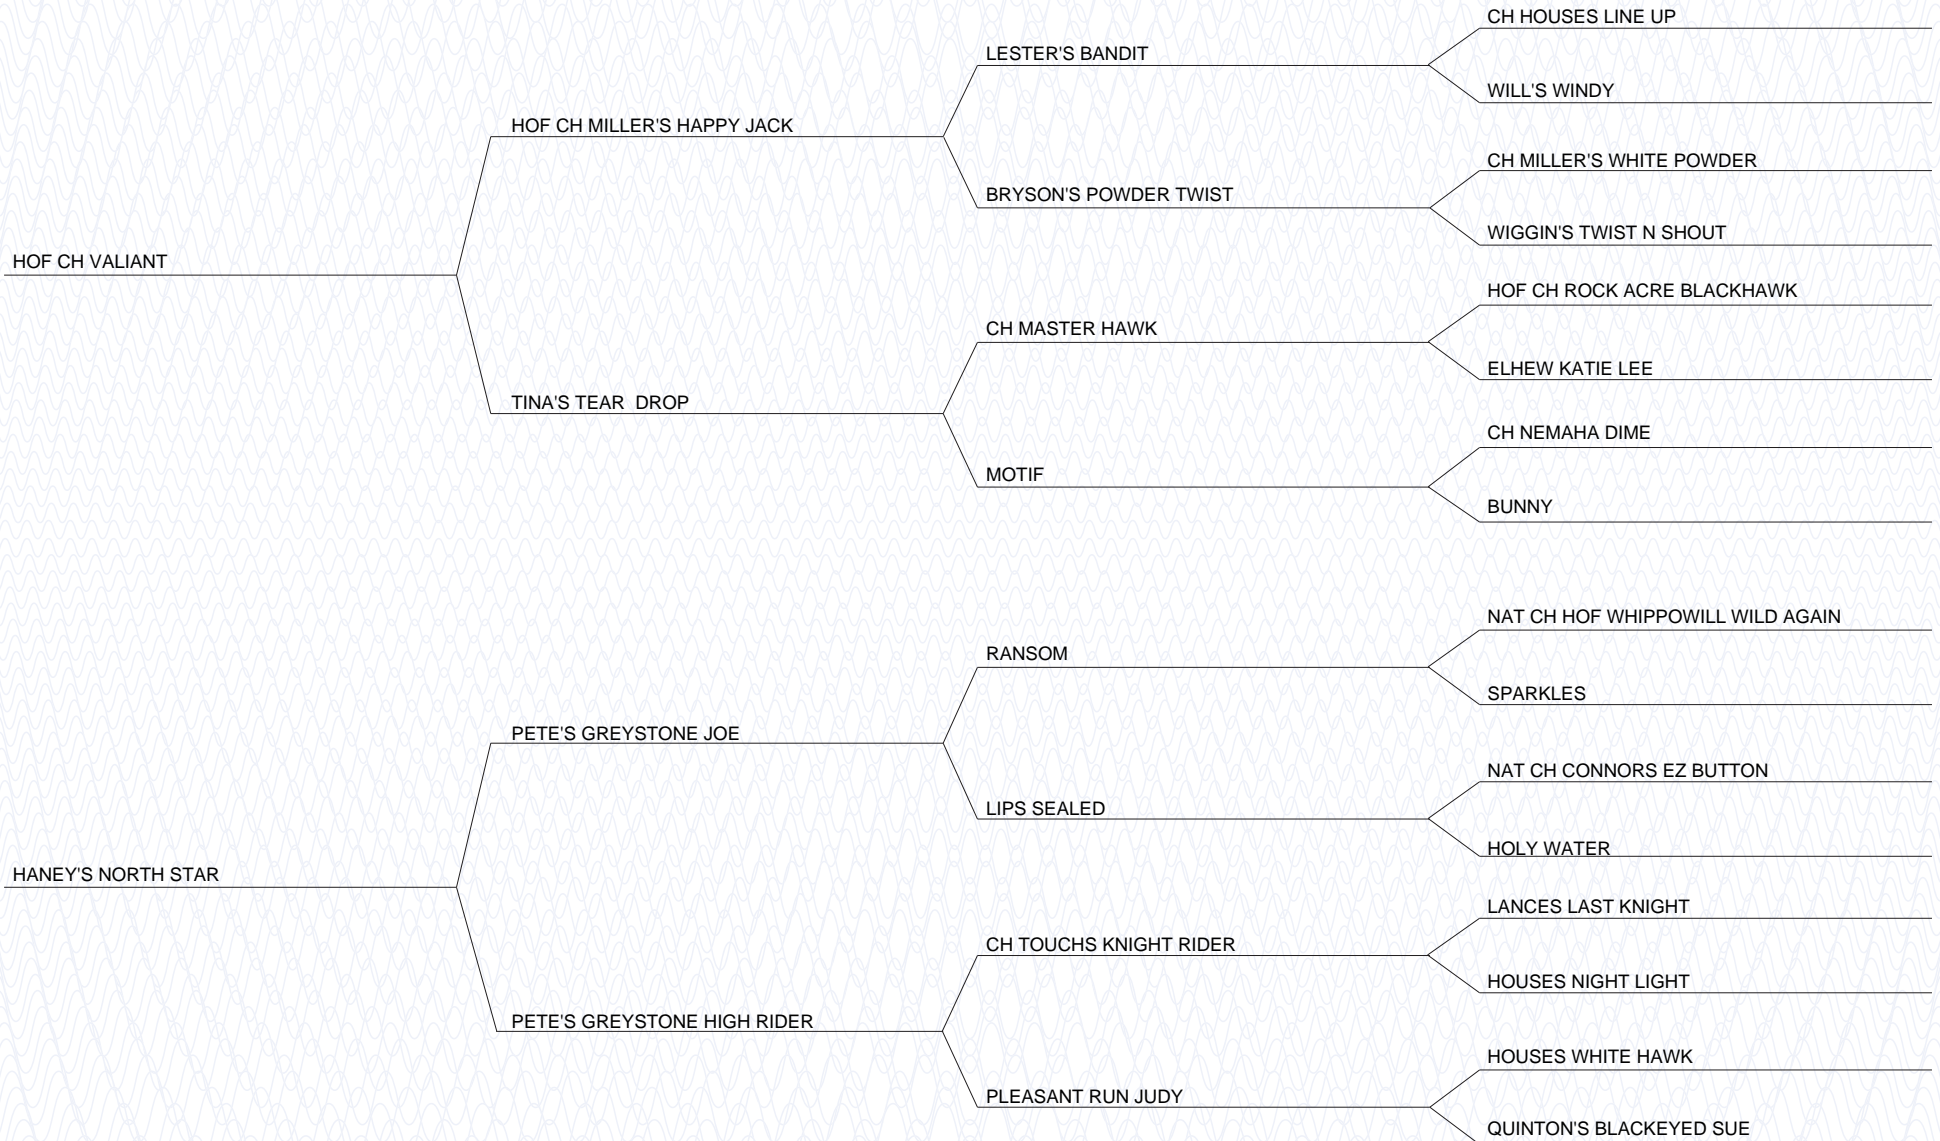 CH HOUSES LINE UP
LESTER'S BANDIT
WILL'S WINDY
HOF CH MILLER'S HAPPY JACK
CH MILLER'S WHITE POWDER
BRYSON'S POWDER TWIST
WIGGIN'S TWIST N SHOUT
HOF CH VALIANT
HOF CH ROCK ACRE BLACKHAWK
CH MASTER HAWK
ELHEW KATIE LEE
TINA'S TEAR  DROP
CH NEMAHA DIME
MOTIF
BUNNY
NAT CH HOF WHIPPOWILL WILD AGAIN
RANSOM
SPARKLES
PETE'S GREYSTONE JOE
NAT CH CONNORS EZ BUTTON
LIPS SEALED
HOLY WATER
HANEY'S NORTH STAR
LANCES LAST KNIGHT
CH TOUCHS KNIGHT RIDER
HOUSES NIGHT LIGHT
PETE'S GREYSTONE HIGH RIDER
HOUSES WHITE HAWK
PLEASANT RUN JUDY
QUINTON'S BLACKEYED SUE